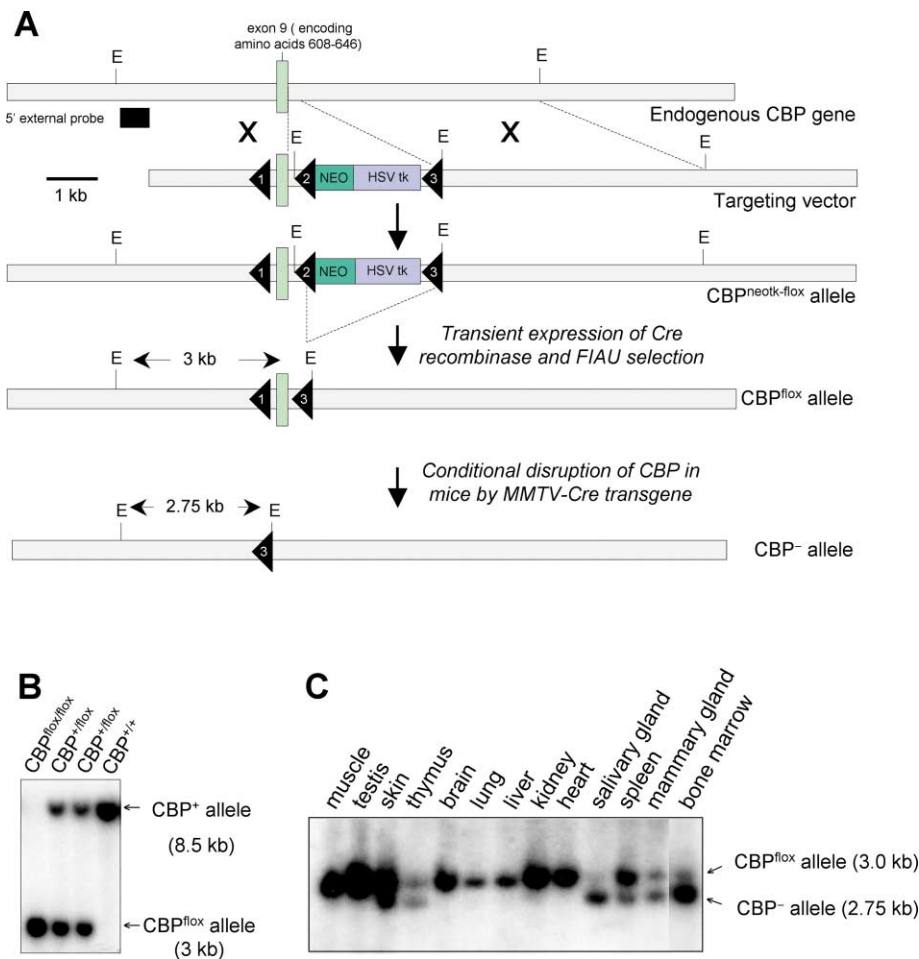 A
exon 9 ( encoding
amino acids 608-646)
E
E
5' external probe
Endogenous CBP gene
X
X
E
E
E
1
2
NEO
HSV tk
3
1 kb
Targeting vector
E
E
E
E
1
2
NEO
HSV tk
3
CBPneotk-flox allele
Transient expression of Cre
recombinase and FIAU selection
E
3 kb
E
1
3
CBPflox allele
Conditional disruption of CBP in
mice by MMTV-Cre transgene
E
2.75 kb
E
3
CBP– allele
B
CBPflox/flox
CBP+/flox
CBP+/flox
CBP+/+
CBP+ allele
(8.5 kb)
CBPflox allele
(3 kb)
C
muscle
testis
skin
thymus
brain
lung
liver
kidney
heart
salivary gland
spleen
mammary gland
bone marrow
CBPflox allele (3.0 kb)
CBP– allele (2.75 kb)